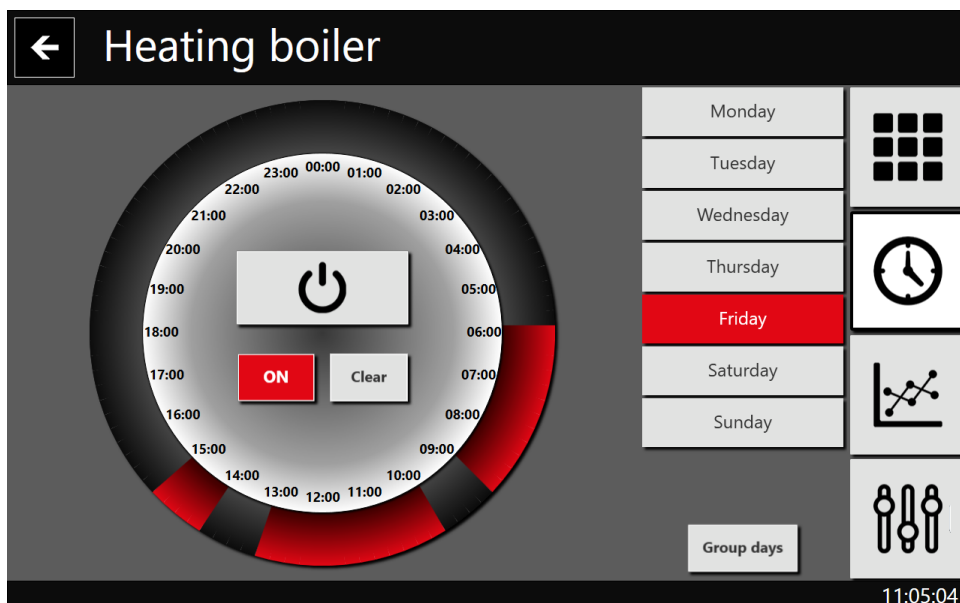 Heating boiler
00:00
01:00
02:00
03:00
04:00
05:00
06:00
07:00
08:00
09:00
10:00
11:00
12:00
13:00
14:00
15:00
16:00
17:00
18:00
19:00
20:00
21:00
22:00
23:00
ON
Clear
Monday
Tuesday
Wednesday
Thursday
Friday
Saturday
Sunday
Group days
11:05:04